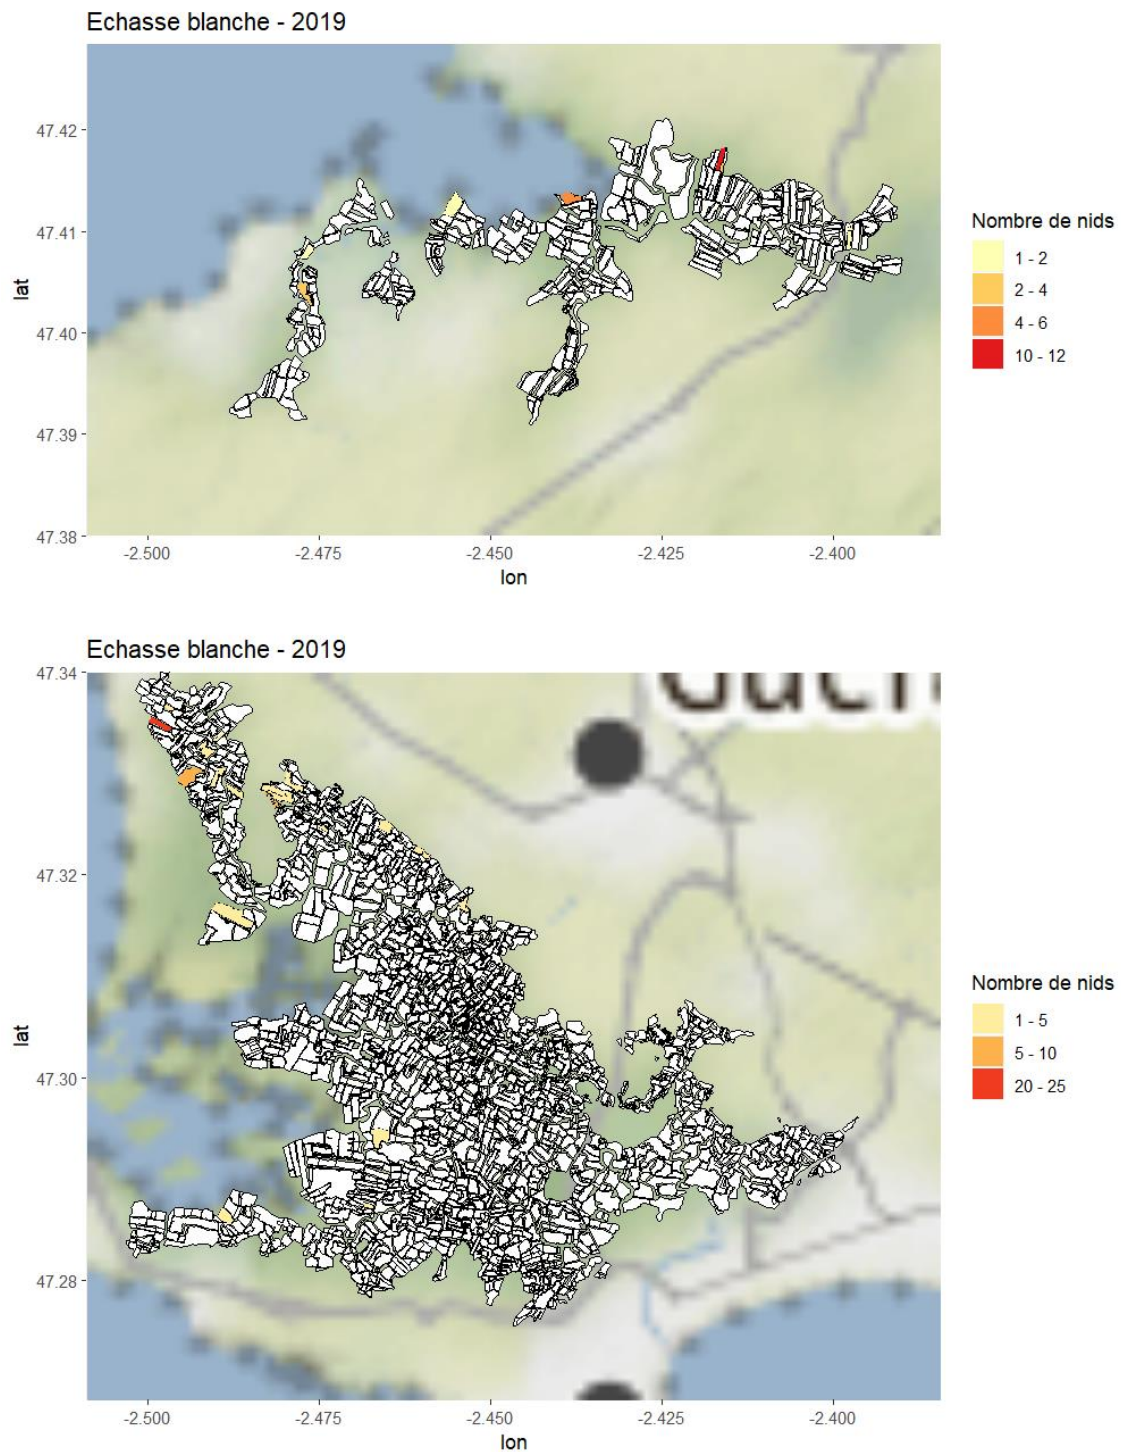 Echasse blanche - 2019
47.42
47.41
47.40
47.39
47.38
lat
-2.500
-2.475
-2.450
-2.425
-2.400
lon
Nombre de nids
1 - 2
2 - 4
4 - 6
10 - 12
Echasse blanche - 2019
47.34
47.32
47.30
47.28
lat
-2.500
-2.475
-2.450
-2.425
-2.400
lon
Nombre de nids
1 - 5
5 - 10
20 - 25